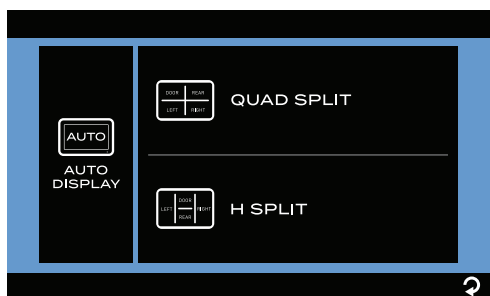 AUTO
AUTO
DISPLAY
DOOR REAR
LEFT RIGHT
QUAD SPLIT
DOOR
LEFT RIGHT
REAR
H SPLIT